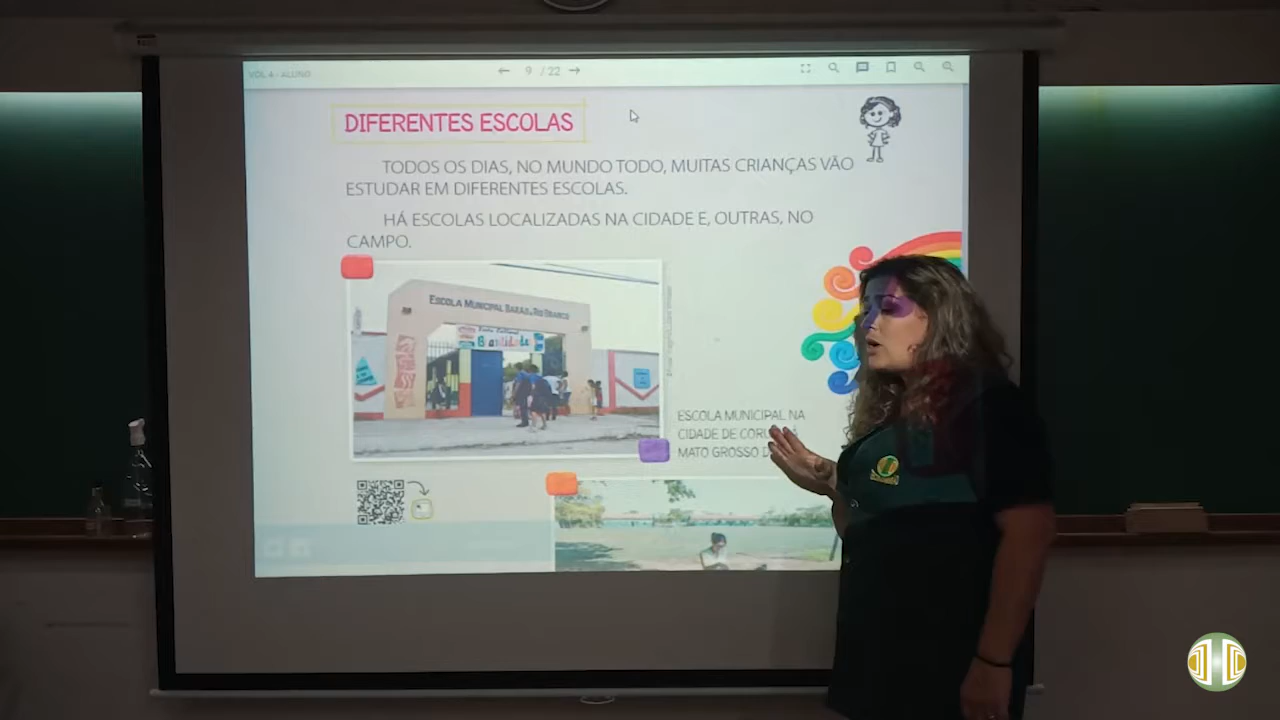 VOL 4 - ALUNO
9 / 22
DIFERENTES ESCOLAS
TODOS OS DIAS, NO MUNDO TODO, MUITAS CRIANÇAS VÃO
ESTUDAR EM DIFERENTES ESCOLAS.
HÁ ESCOLAS LOCALIZADAS NA CIDADE E, OUTRAS, NO
CAMPO.
ESCOLA MUNICIPAL BARÃO RIO BRANCO
ESCOLA MUNICIPAL NA
CIDADE DE
MATO GROSSO